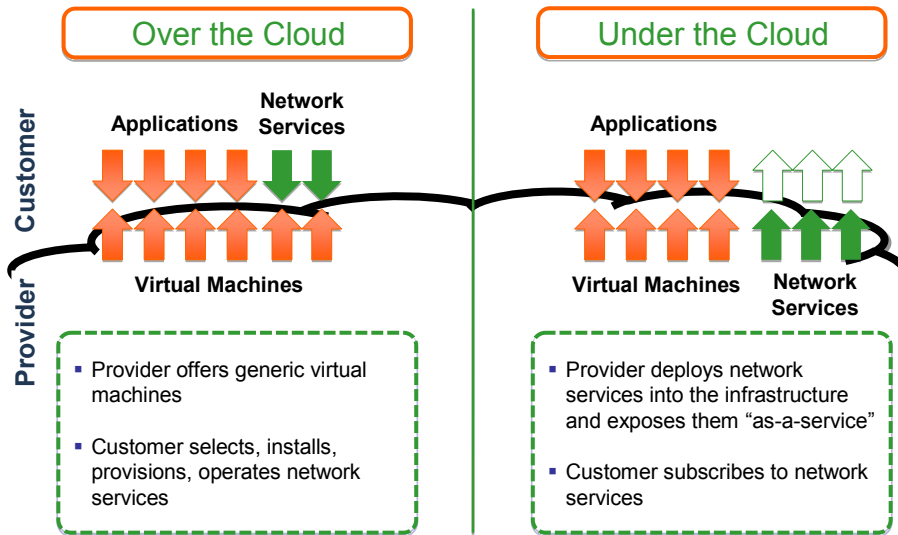 Over the Cloud
Under the Cloud
Customer
Provider
Applications
Network
Services
Virtual Machines
Applications
Virtual Machines
Network
Services
▪ Provider offers generic virtual
machines
▪ Customer selects, installs,
provisions, operates network
services
▪ Provider deploys network
services into the infrastructure
and exposes them “as-a-service”
▪ Customer subscribes to network
services